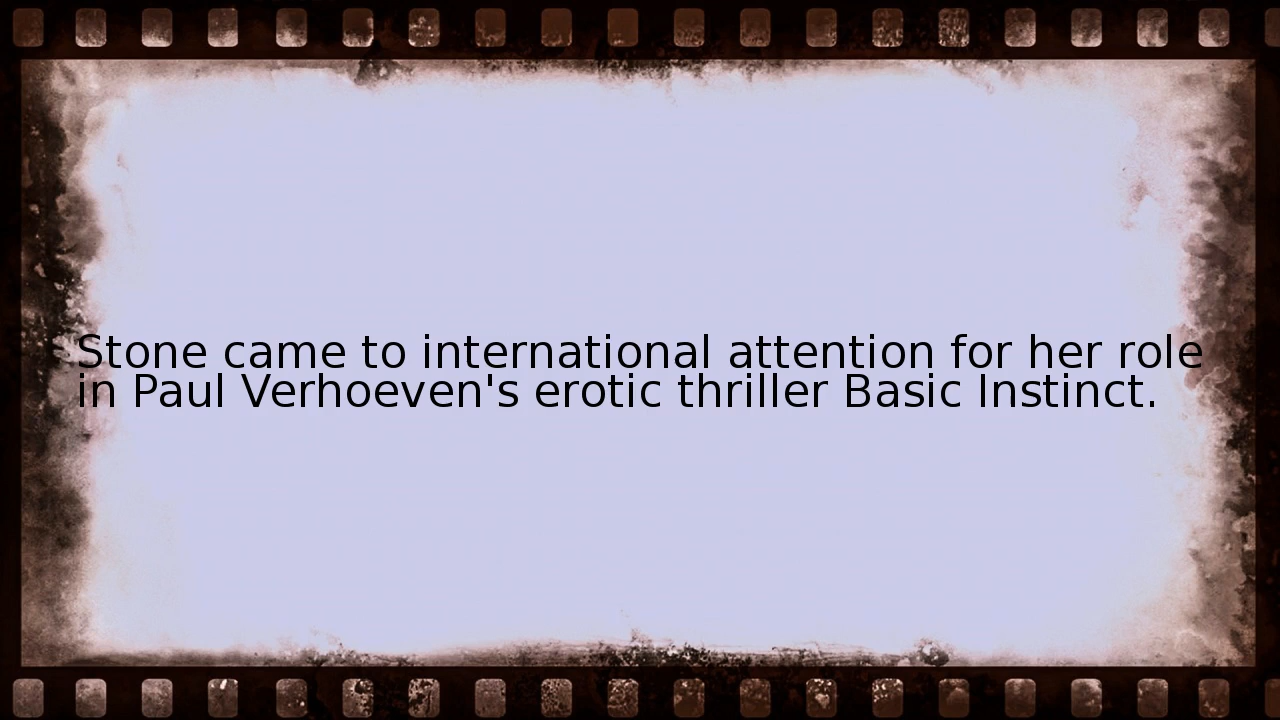 Stone came to international attention for her role
in Paul Verhoeven's erotic thriller Basic Instinct.